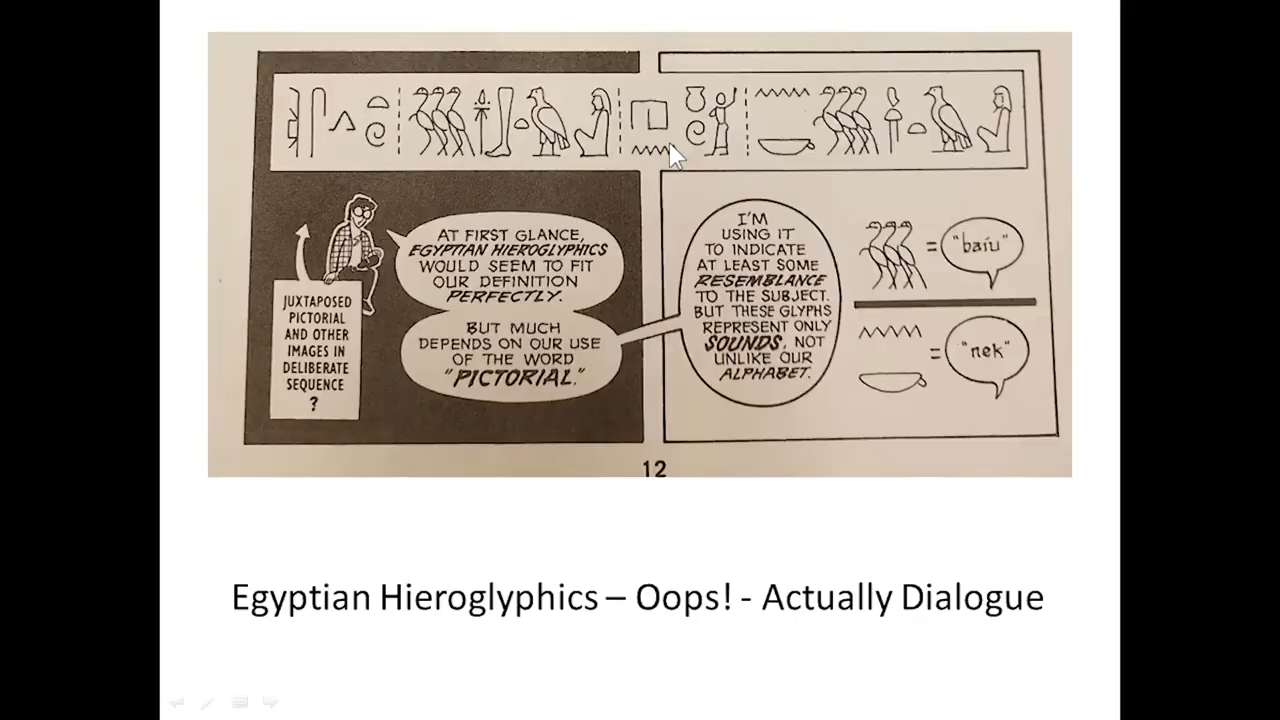 JUXTAPOSED
PICTORIAL
AND OTHER
IMAGES IN
DELIBERATE
SEQUENCE
?
AT FIRST GLANCE,
EGYPTIAN HIEROGLYPHICS
WOULD SEEM TO FIT
OUR DEFINITION
PERFECTLY.
BUT MUCH
DEPENDS ON OUR USE
OF THE WORD
"PICTORIAL."
I'M
USING IT
TO INDICATE
AT LEAST SOME
RESEMBLANCE
TO THE SUBJECT.
BUT THESE GLYPHS
REPRESENT ONLY
SOUNDS, NOT
UNLIKE OUR
ALPHABET.
= "baiu"
= "nek"
12
Egyptian Hieroglyphics – Oops! - Actually Dialogue